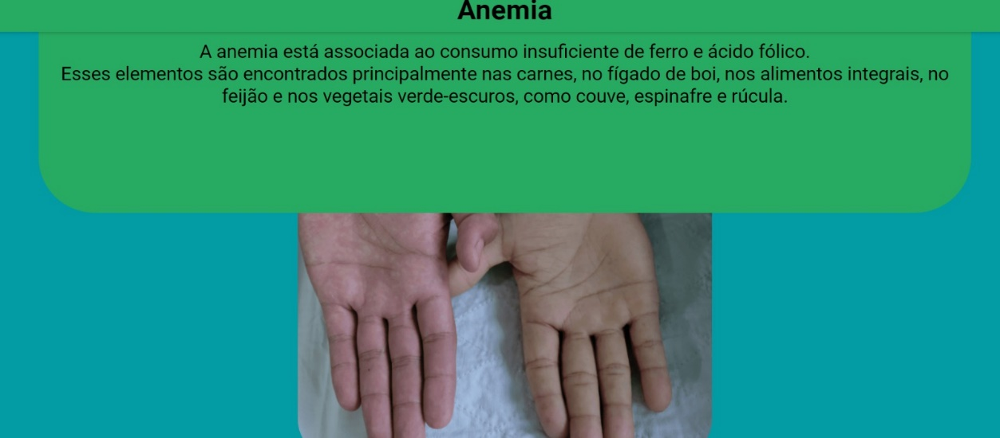 Anemia
A anemia está associada ao consumo insuficiente de ferro e ácido fólico.
Esses elementos são encontrados principalmente nas carnes, no fígado de boi, nos alimentos integrais, no
feijão e nos vegetais verde-escuros, como couve, espinafre e rúcula.